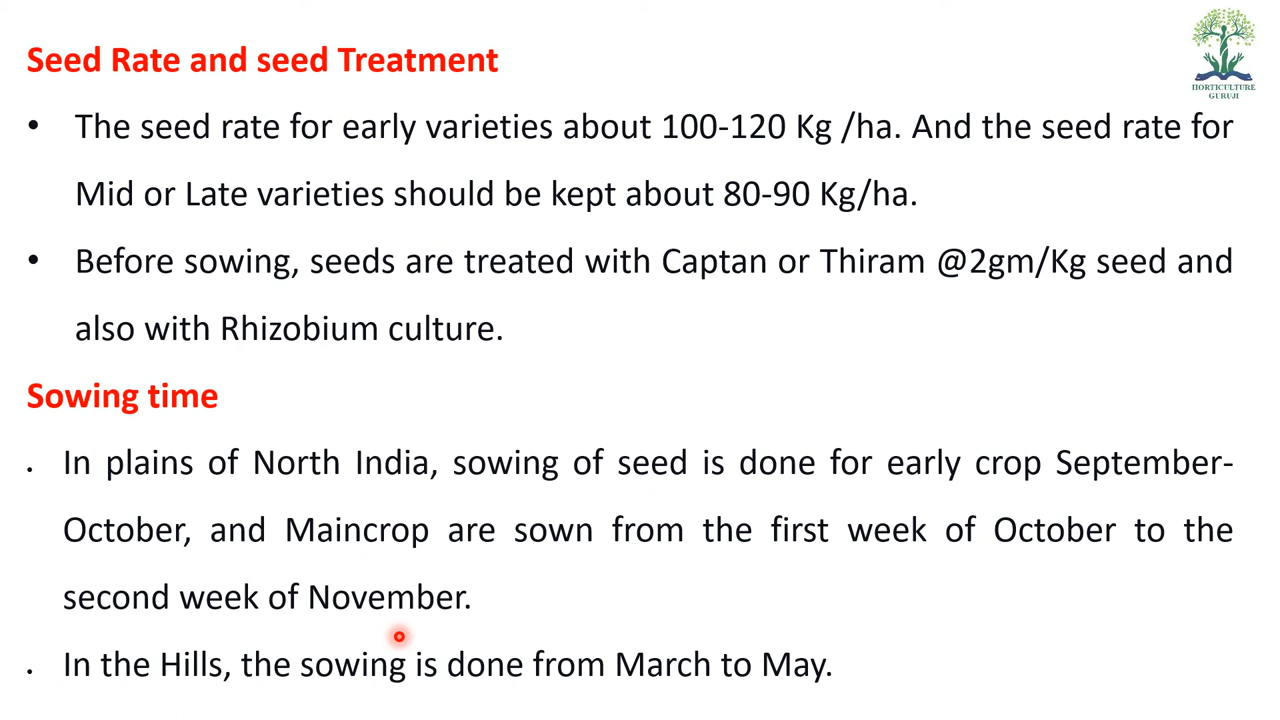 HORTICULTURE
GURUJI
Seed Rate and seed Treatment
• The seed rate for early varieties about 100-120 Kg /ha. And the seed rate for
Mid or Late varieties should be kept about 80-90 Kg/ha.
• Before sowing, seeds are treated with Captan or Thiram @2gm/Kg seed and
also with Rhizobium culture.
Sowing time
• In plains of North India, sowing of seed is done for early crop September-
October, and Maincrop are sown from the first week of October to the
second week of November.
• In the Hills, the sowing is done from March to May.